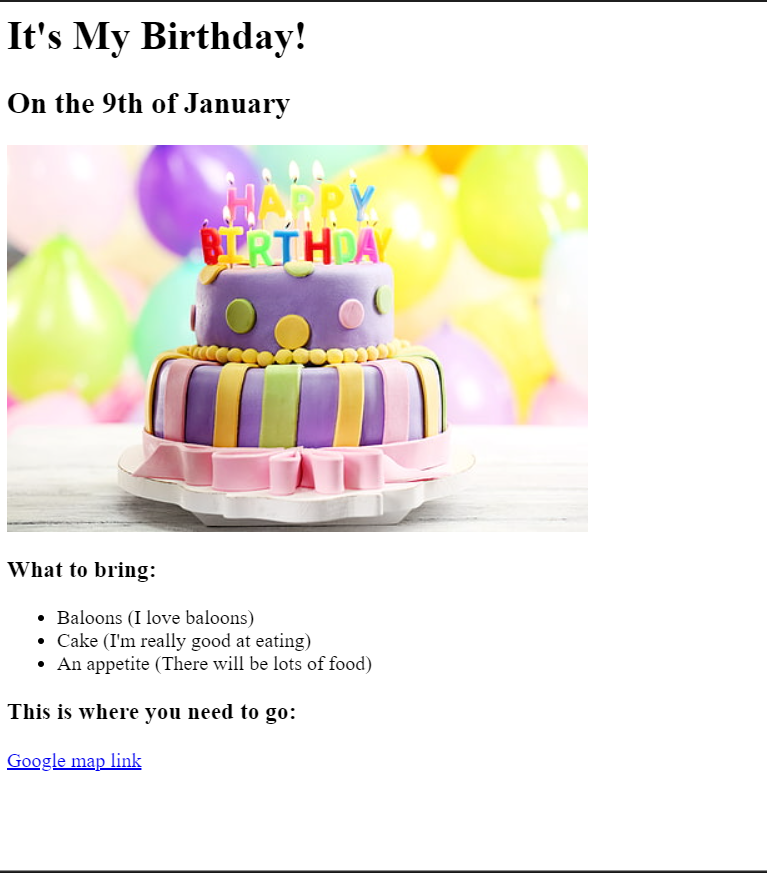 It's My Birthday!
On the 9th of January
HAPPY
BIRTHDAY
What to bring:
Baloons (I love baloons)
Cake (I'm really good at eating)
An appetite (There will be lots of food)
This is where you need to go:
Google map link